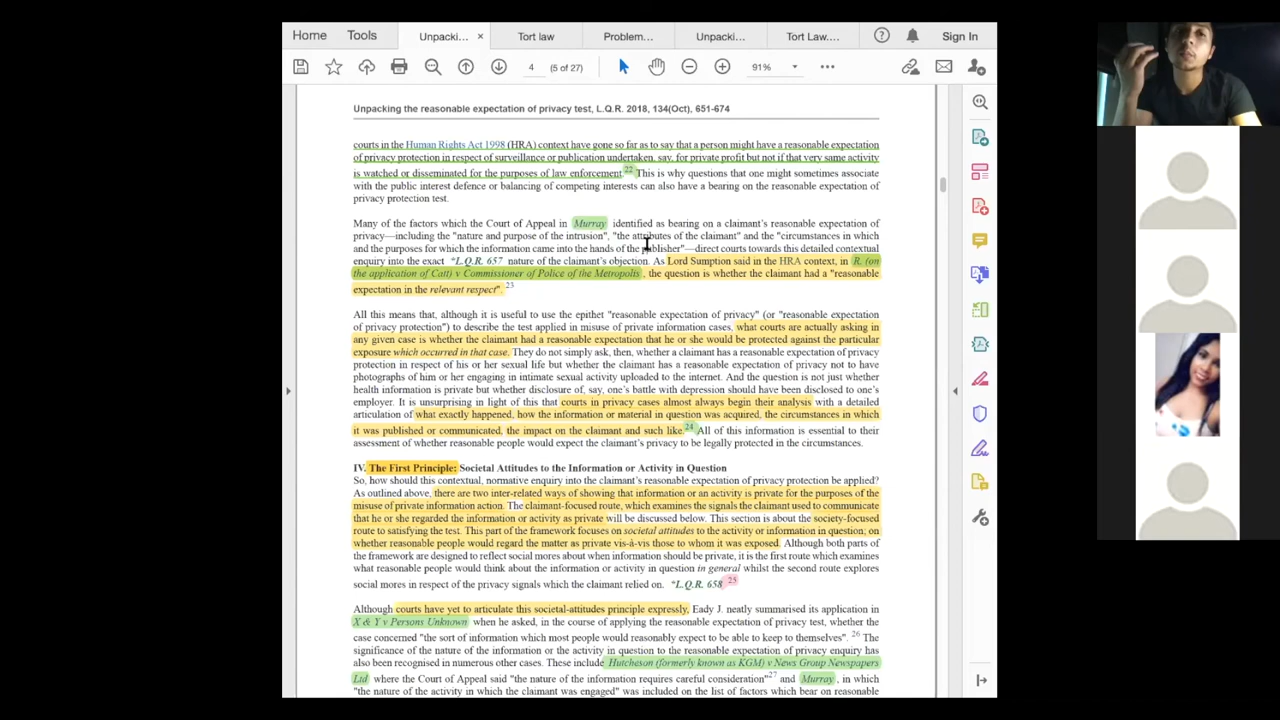 Home Tools Unpacki... × Tort law Problem... Unpacki... Tort Law.... Sign In
4 (5 of 27) 91%
Unpacking the reasonable expectation of privacy test, L.Q.R. 2018, 134(Oct), 651-674
courts in the Human Rights Act 1998 (HRA) context have gone so far as to say that a person might have a reasonable expectation
of privacy protection in respect of surveillance or publication undertaken, say, for private profit but not if that very same activity
is watched or disseminated for the purposes of law enforcement.22 This is why questions that one might sometimes associate
with the public interest defence or balancing of competing interests can also have a bearing on the reasonable expectation of
privacy protection test.
Many of the factors which the Court of Appeal in Murray identified as bearing on a claimant's reasonable expectation of
privacy—including the "nature and purpose of the intrusion", "the attributes of the claimant" and the "circumstances in which
and the purposes for which the information came into the hands of the publisher"—direct courts towards this detailed contextual
enquiry into the exact *L.Q.R. 657 nature of the claimant's objection. As Lord Sumption said in the HRA context, in R. (on
the application of Catt) v Commissioner of Police of the Metropolis, the question is whether the claimant had a "reasonable
expectation in the relevant respect". 23
All this means that, although it is useful to use the epithet "reasonable expectation of privacy" (or "reasonable expectation
of privacy protection") to describe the test applied in misuse of private information cases, what courts are actually asking in
any given case is whether the claimant had a reasonable expectation that he or she would be protected against the particular
exposure which occurred in that case. They do not simply ask, then, whether a claimant has a reasonable expectation of privacy
protection in respect of his or her sexual life but whether the claimant has a reasonable expectation of privacy not to have
photographs of him or her engaging in intimate sexual activity uploaded to the internet. And the question is not just whether
health information is private but whether disclosure of, say, one's battle with depression should have been disclosed to one's
employer. It is unsurprising in light of this that courts in privacy cases almost always begin their analysis with a detailed
articulation of what exactly happened, how the information or material in question was acquired, the circumstances in which
it was published or communicated, the impact on the claimant and such like.24 All of this information is essential to their
assessment of whether reasonable people would expect the claimant's privacy to be legally protected in the circumstances.
IV. The First Principle: Societal Attitudes to the Information or Activity in Question
So, how should this contextual, normative enquiry into the claimant's reasonable expectation of privacy protection be applied?
As outlined above, there are two inter-related ways of showing that information or an activity is private for the purposes of the
misuse of private information action. The claimant-focused route, which examines the signals the claimant used to communicate
that he or she regarded the information or activity as private will be discussed below. This section is about the society-focused
route to satisfying the test. This part of the framework focuses on societal attitudes to the activity or information in question; on
whether reasonable people would regard the matter as private vis-à-vis those to whom it was exposed. Although both parts of
the framework are designed to reflect social mores about when information should be private, it is the first route which examines
what reasonable people would think about the information or activity in question in general whilst the second route explores
social mores in respect of the privacy signals which the claimant relied on. *L.Q.R. 658 25
Although courts have yet to articulate this societal-attitudes principle expressly, Eady J. neatly summarised its application in
X & Y v Persons Unknown when he asked, in the course of applying the reasonable expectation of privacy test, whether the
case concerned "the sort of information which most people would reasonably expect to be able to keep to themselves". 26 The
significance of the nature of the information or the activity in question to the reasonable expectation of privacy enquiry has
also been recognised in numerous other cases. These include Hutcheson (formerly known as KGM) v News Group Newspapers
Ltd where the Court of Appeal said "the nature of the information requires careful consideration"27 and Murray, in which
"the nature of the activity in which the claimant was engaged" was included on the list of factors which bear on reasonable